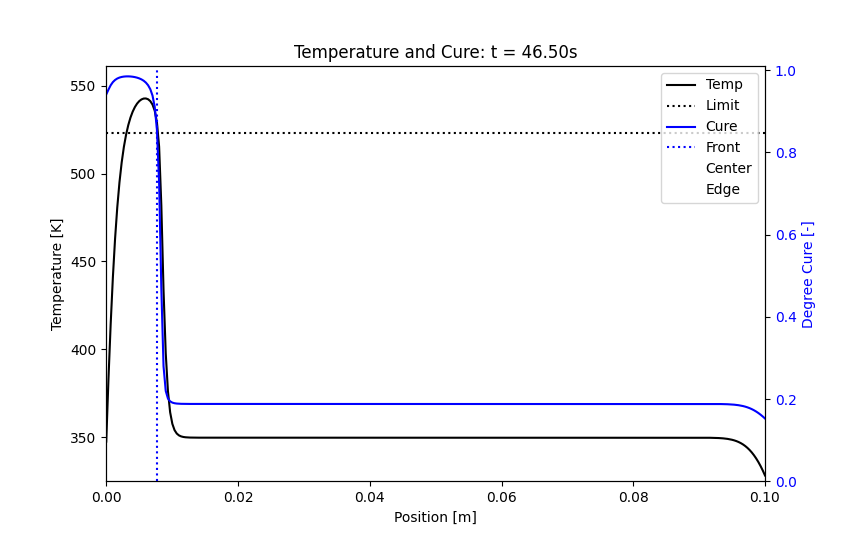 Temperature and Cure: t = 46.50s
Temperature [K]
550
500
450
400
350
Temp
Limit
Cure
Front
Center
Edge
1.0
0.8
0.6
0.4
0.2
0.0
Degree Cure [-]
0.00 0.02 0.04 0.06 0.08 0.10
Position [m]